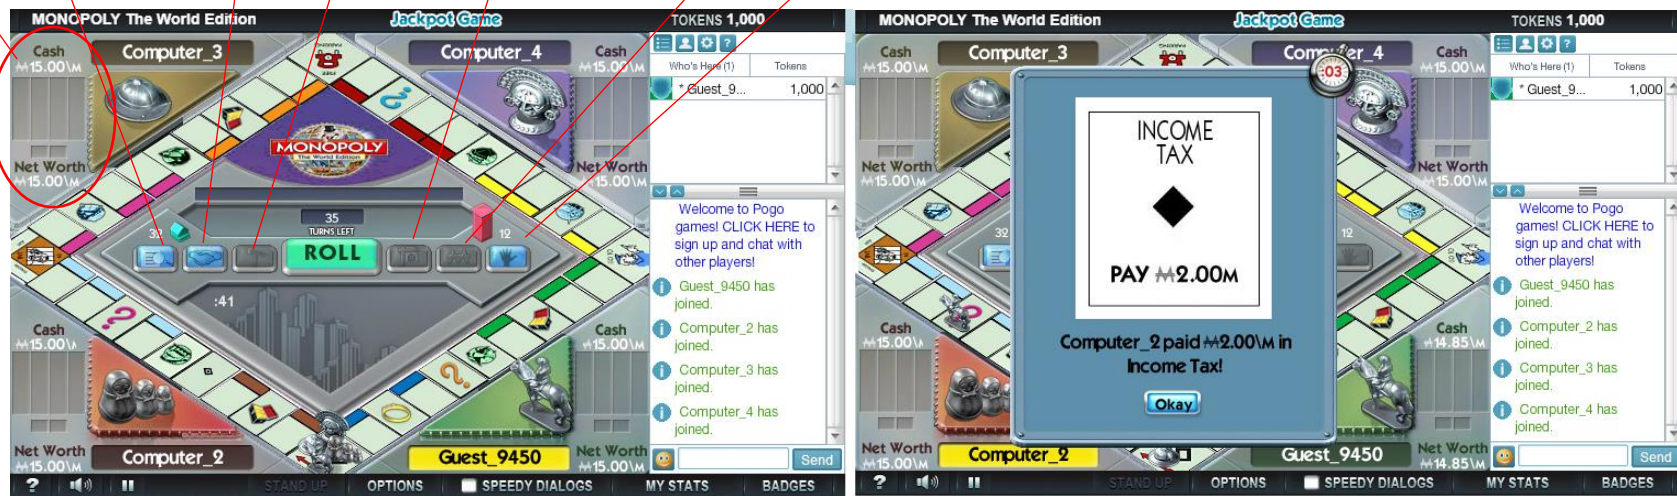 MONOPOLY The World Edition
Jackpot Game
TOKENS 1,000
Cash
15.00\M
Computer_3
Computer_4
Cash
15.00\M
Who's Here (1)
Tokens
* Guest_9...
1,000
MONOPOLY
The World Edition
Net Worth
15.00\M
Net Worth
15.00\M
35
TURNS LEFT
32
ROLL
12
:41
Welcome to Pogo
games! CLICK HERE to
sign up and chat with
other players!
Guest_9450 has
joined.
Computer_2 has
joined.
Computer_3 has
joined.
Computer_4 has
joined.
Cash
15.00\M
Cash
15.00\M
Net Worth
15.00\M
Computer_2
Guest_9450
Net Worth
15.00\M
Send
?
STAND UP
OPTIONS
SPEEDY DIALOGS
MY STATS
BADGES
MONOPOLY The World Edition
Jackpot Game
TOKENS 1,000
Cash
15.00\M
Computer_3
Computer_4
Cash
15.00\M
:03
Who's Here (1)
Tokens
* Guest_9...
1,000
INCOME
TAX
PAY 2.00M
Computer_2 paid 2.00\M in
Income Tax!
Okay
Net Worth
15.00\M
Net Worth
15.00\M
32
12
Welcome to Pogo
games! CLICK HERE to
sign up and chat with
other players!
Guest_9450 has
joined.
Computer_2 has
joined.
Computer_3 has
joined.
Computer_4 has
joined.
Cash
15.00\M
Cash
14.85\M
Net Worth
15.00\M
Computer_2
Guest_9450
Net Worth
14.85\M
Send
?
STAND UP
OPTIONS
SPEEDY DIALOGS
MY STATS
BADGES